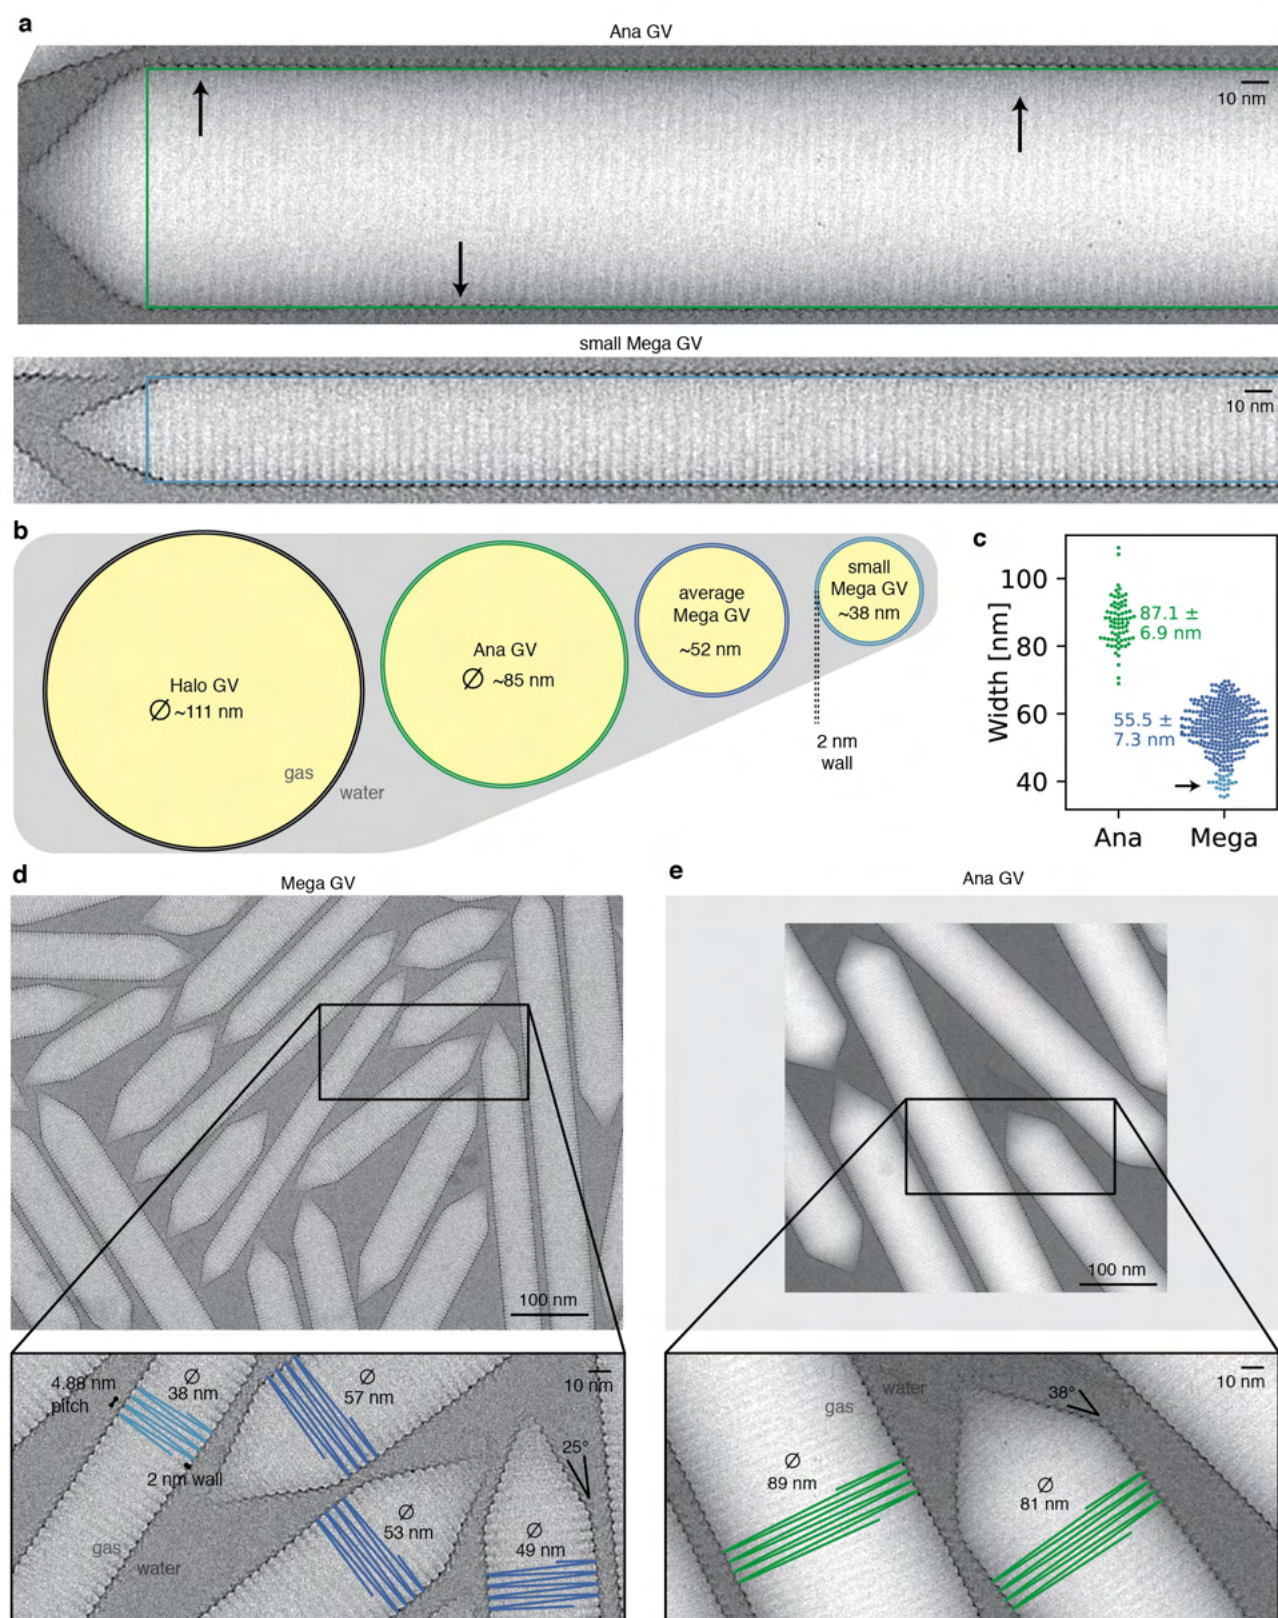 a
Ana GV
10 nm
small Mega GV
10 nm
b
Halo GV
Ø ~111 nm
gas
water
Ana GV
Ø ~85 nm
average
Mega GV
~52 nm
small
Mega GV
~38 nm
2 nm
wall
c
Width [nm]
100
80
60
40
87.1 ±
6.9 nm
55.5 ±
7.3 nm
Ana
Mega
d
Mega GV
100 nm
4.88 nm
pitch
Ø
38 nm
Ø
57 nm
10 nm
2 nm wall
25°
Ø
53 nm
Ø
49 nm
gas
water
e
Ana GV
100 nm
water
gas
38°
10 nm
Ø
89 nm
Ø
81 nm